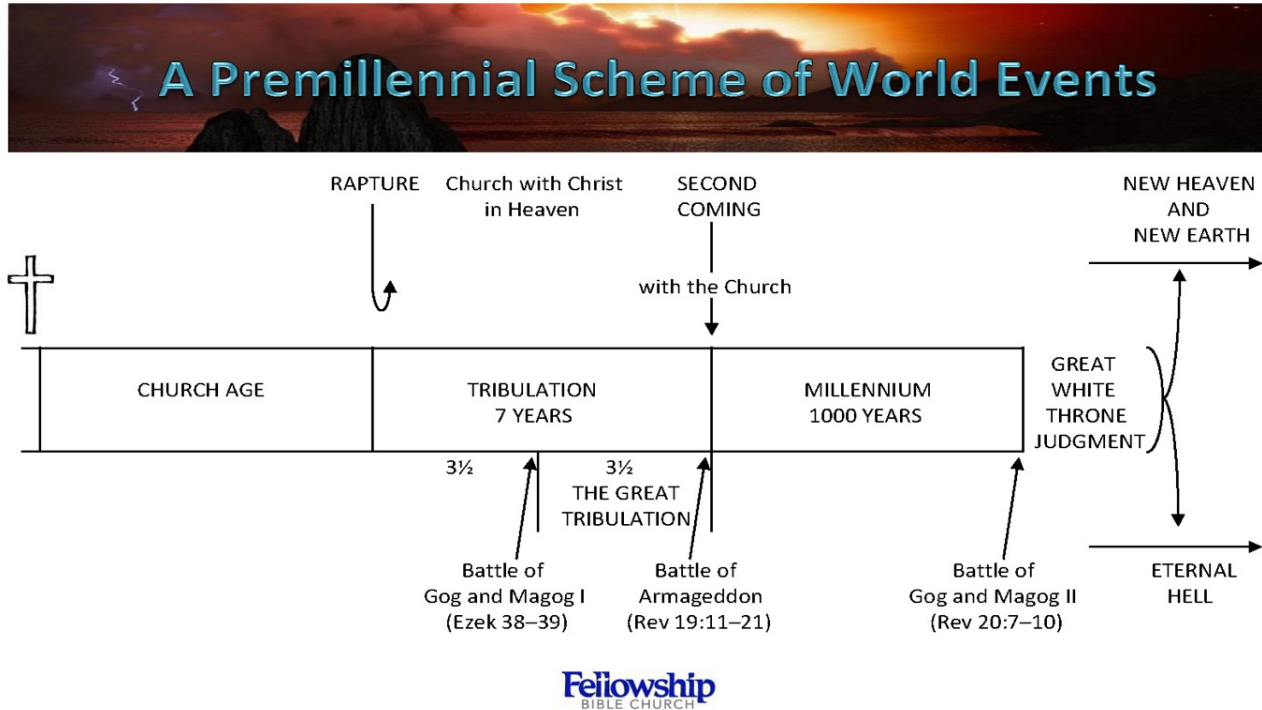 A Premillennial Scheme of World Events
RAPTURE
Church with Christ
in Heaven
SECOND
COMING
with the Church
NEW HEAVEN
AND
NEW EARTH
CHURCH AGE
TRIBULATION
7 YEARS
MILLENNIUM
1000 YEARS
GREAT
WHITE
THRONE
JUDGMENT
3½
3½
THE GREAT
TRIBULATION
Battle of
Gog and Magog I
(Ezek 38–39)
Battle of
Armageddon
(Rev 19:11–21)
Battle of
Gog and Magog II
(Rev 20:7–10)
ETERNAL
HELL
Fellowship
BIBLE CHURCH